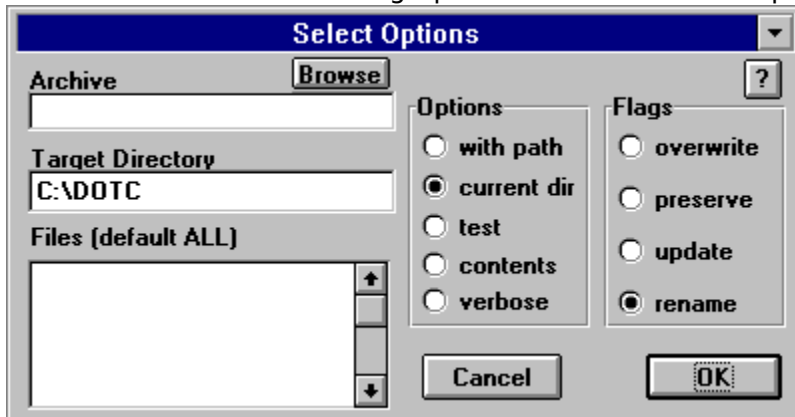 Select Options
Archive
Browse
?
Target Directory
C:\DOTC
Files (default ALL)
Options
with path
current dir
test
contents
verbose
Flags
overwrite
preserve
update
rename
Cancel
OK